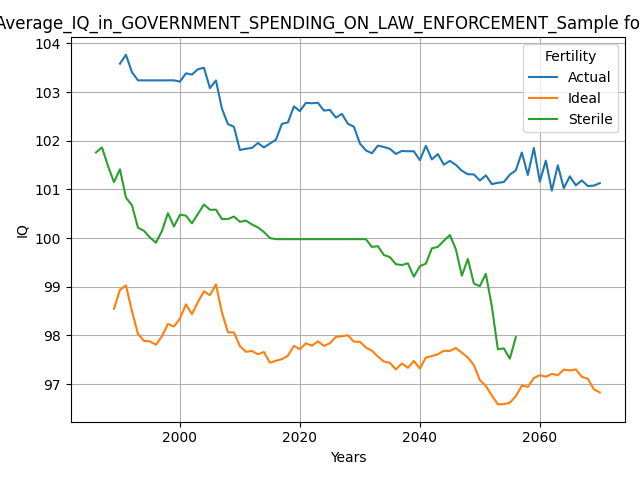 Average_IQ_in_GOVERNMENT_SPENDING_ON_LAW_ENFORCEMENT_Sample fo
104
103
102
101
100
99
98
97
IQ
Fertility
Actual
Ideal
Sterile
2000 2020 2040 2060
Years